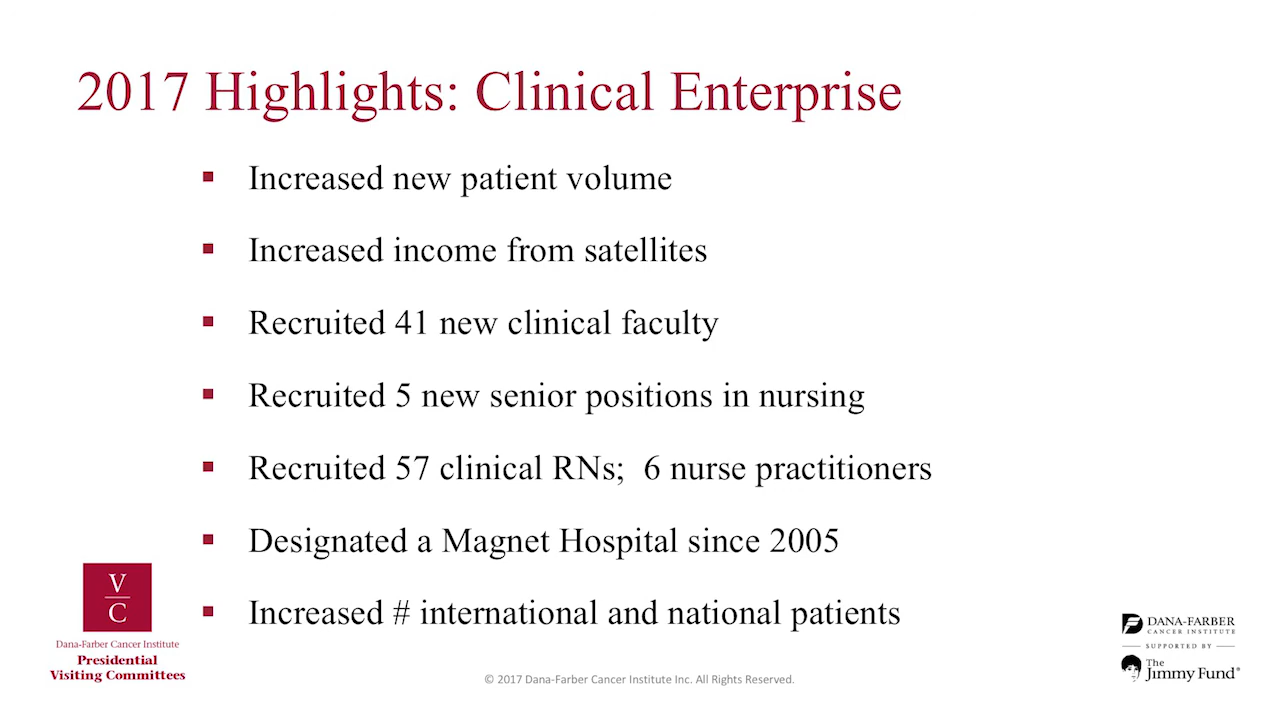 2017 Highlights: Clinical Enterprise
Increased new patient volume
Increased income from satellites
Recruited 41 new clinical faculty
Recruited 5 new senior positions in nursing
Recruited 57 clinical RNs;  6 nurse practitioners
Designated a Magnet Hospital since 2005
Increased # international and national patients
V
C
Dana-Farber Cancer Institute
Presidential
Visiting Committees
© 2017 Dana-Farber Cancer Institute Inc. All Rights Reserved.
DANA-FARBER
CANCER INSTITUTE
SUPPORTED BY
The
Jimmy Fund®